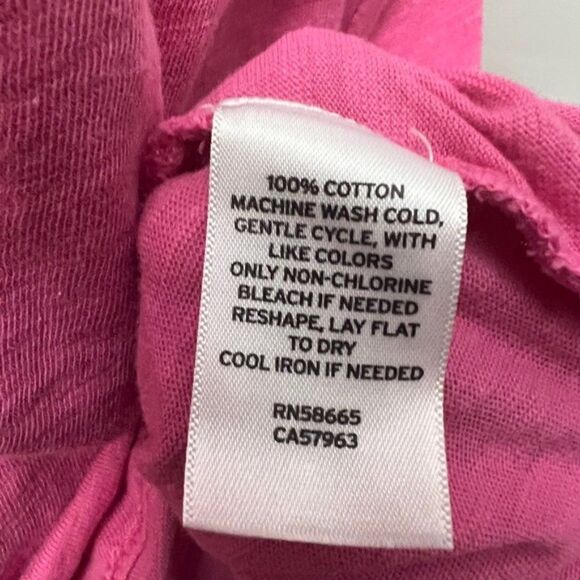 100% COTTON
MACHINE WASH COLD,
GENTLE CYCLE, WITH
LIKE COLORS
ONLY NON-CHLORINE
BLEACH IF NEEDED
RESHAPE, LAY FLAT
TO DRY
COOL IRON IF NEEDED
RN58665
CA57963